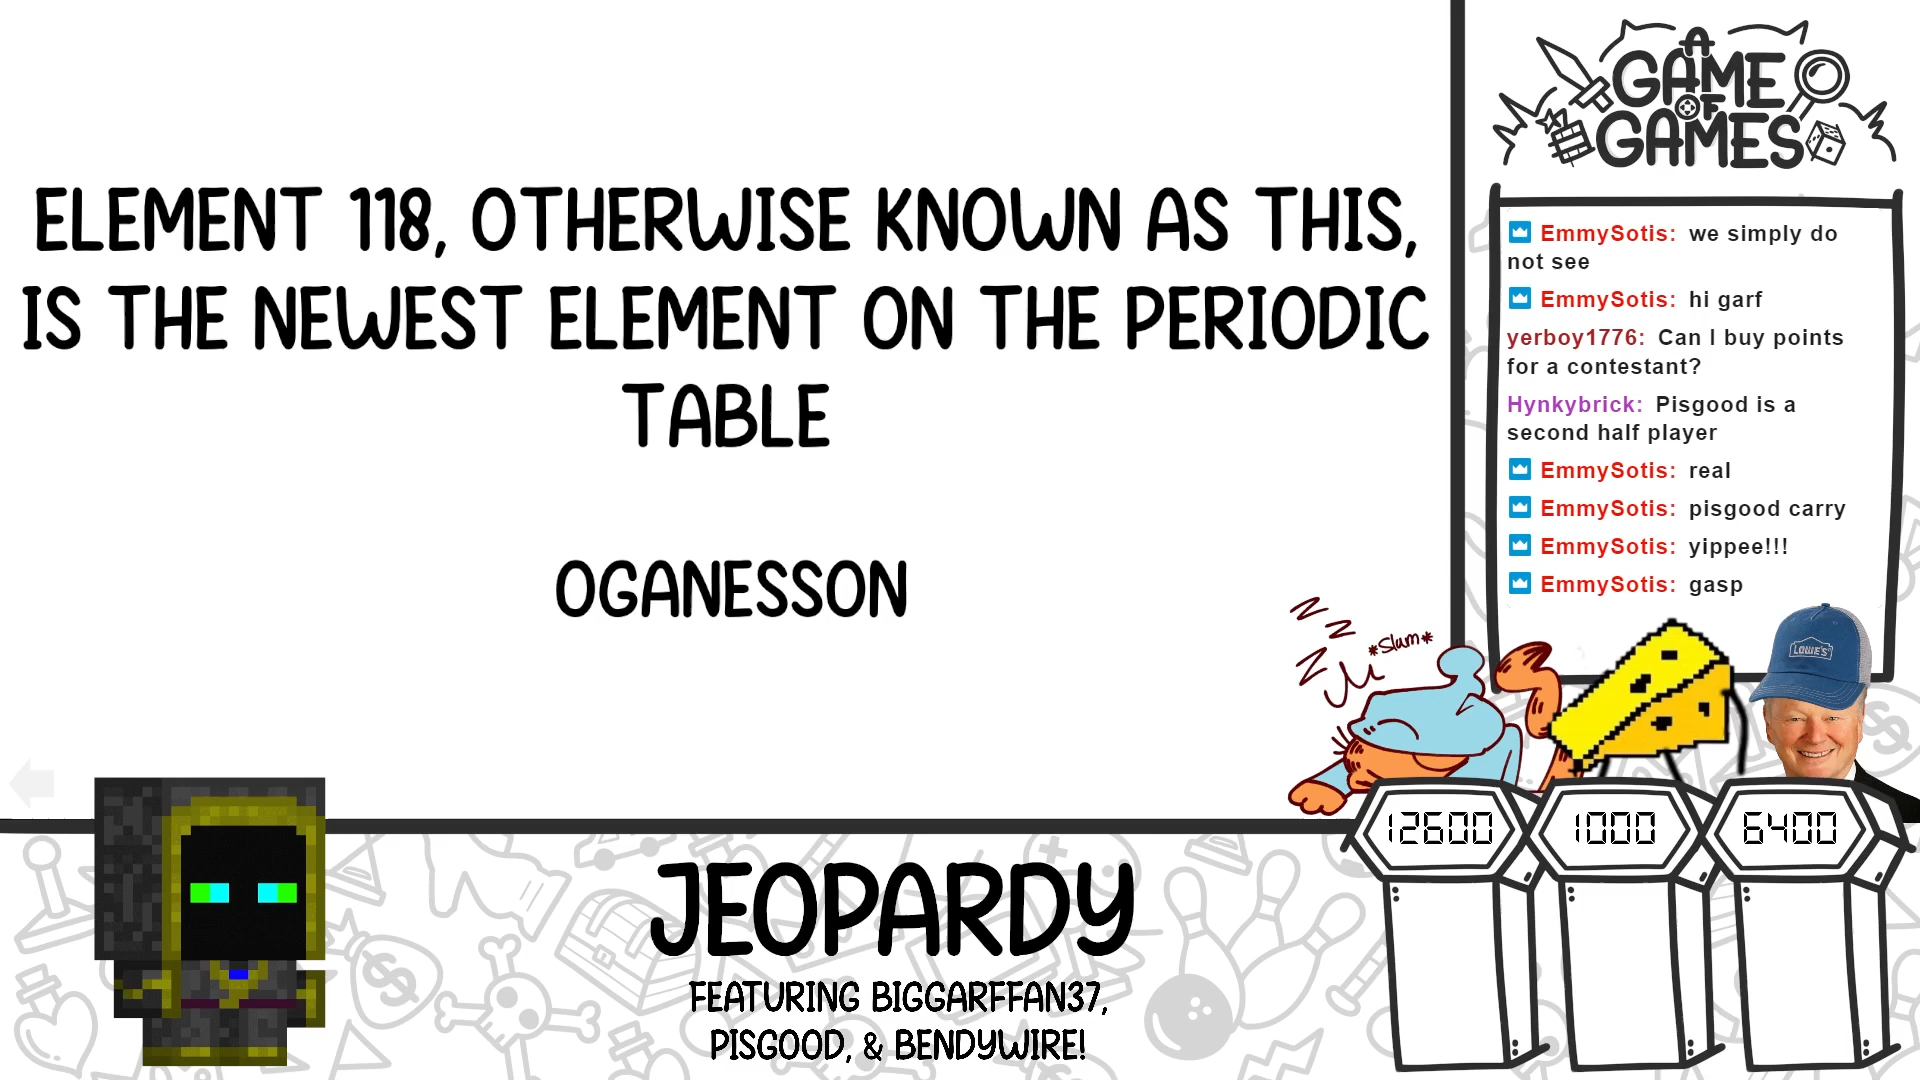 ELEMENT 118, OTHERWISE KNOWN AS THIS,
IS THE NEWEST ELEMENT ON THE PERIODIC
TABLE
OGANESSON
A
GAME
OF
GAMES
EmmySotis: we simply do
not see
EmmySotis: hi garf
yerboy1776: Can I buy points
for a contestant?
Hynkybrick: Pisgood is a
second half player
EmmySotis: real
EmmySotis: pisgood carry
EmmySotis: yippee!!!
EmmySotis: gasp
Z Z Z
*Slam*
LOWE'S
12600
1000
6400
JEOPARDY
FEATURING BIGGARFFAN37,
PISGOOD, & BENDYWIRE!